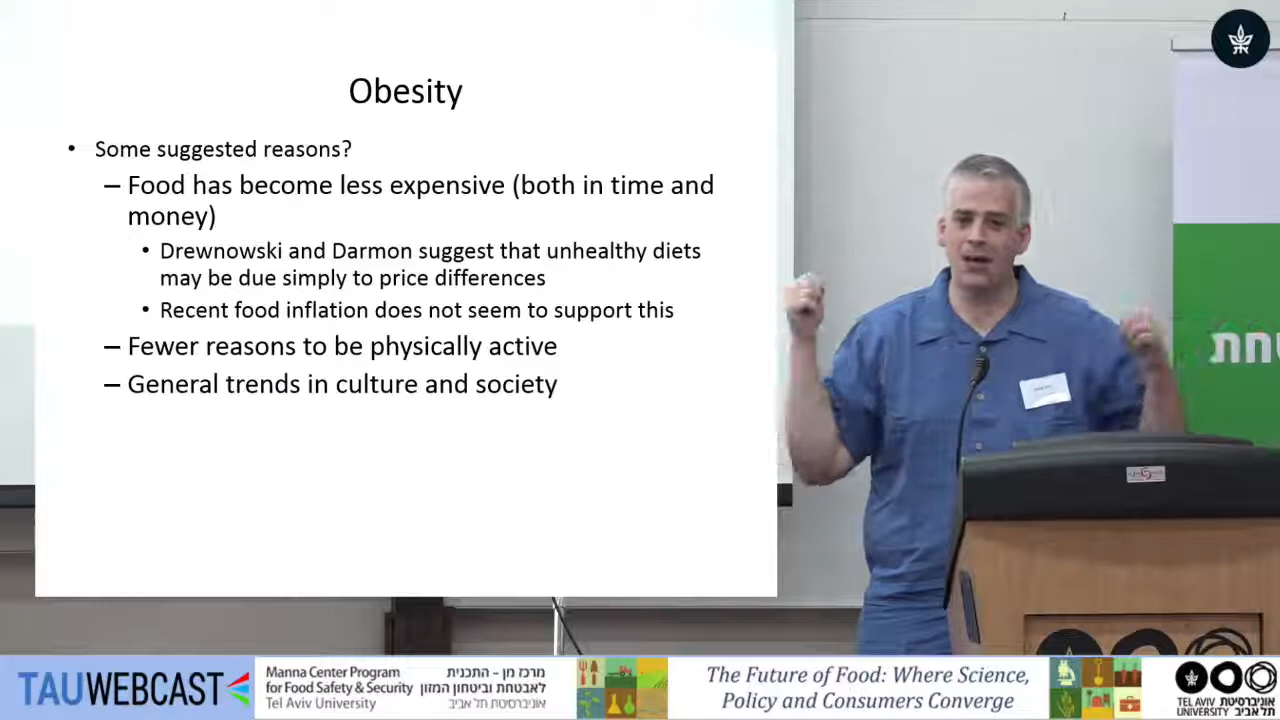 Obesity
• Some suggested reasons?
– Food has become less expensive (both in time and
money)
• Drewnowski and Darmon suggest that unhealthy diets
may be due simply to price differences
• Recent food inflation does not seem to support this
– Fewer reasons to be physically active
– General trends in culture and society
TAUWEBCAST
Manna Center Program
for Food Safety & Security
Tel Aviv University
מרכז מן – התכנית
לאבטחת וביטחון המזון
אוניברסיטת תל אביב
The Future of Food: Where Science,
Policy and Consumers Converge
TEL AVIV אוניברסיטת
UNIVERSITY תל אביב